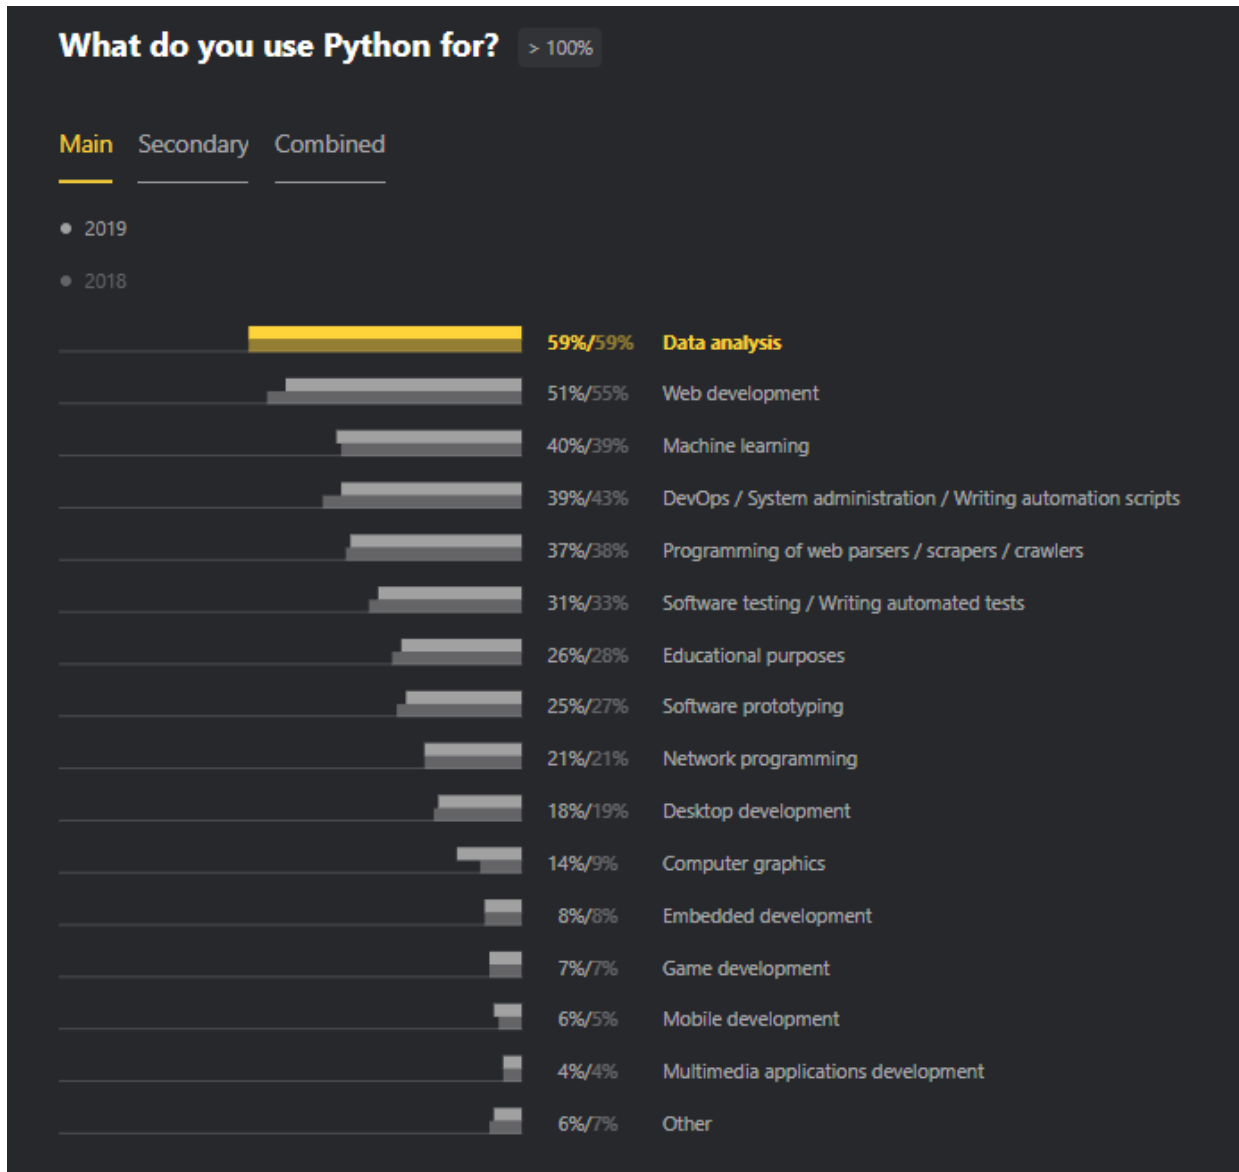 What do you use Python for? > 100%
Main Secondary Combined
2019
2018
59%/59% Data analysis
51%/55% Web development
40%/39% Machine learning
39%/43% DevOps / System administration / Writing automation scripts
37%/38% Programming of web parsers / scrapers / crawlers
31%/33% Software testing / Writing automated tests
26%/28% Educational purposes
25%/27% Software prototyping
21%/21% Network programming
18%/19% Desktop development
14%/9% Computer graphics
8%/8% Embedded development
7%/7% Game development
6%/5% Mobile development
4%/4% Multimedia applications development
6%/7% Other